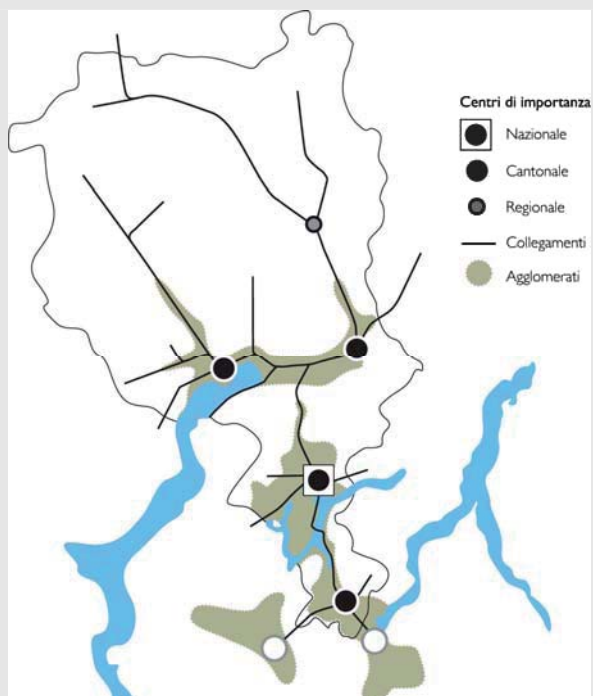 Centri di importanza
Nazionale
Cantonale
Regionale
Collegamenti
Agglomerati